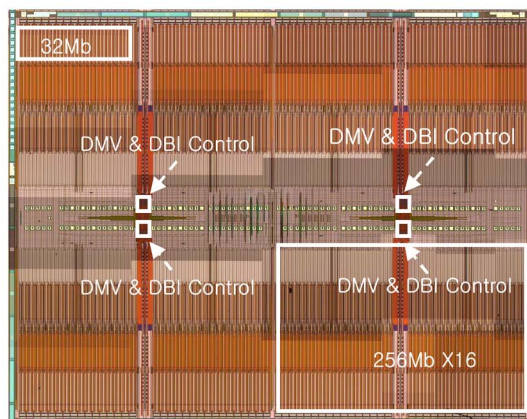 32Mb
DMV & DBI Control
DMV & DBI Control
DMV & DBI Control
DMV & DBI Control
256Mb X16